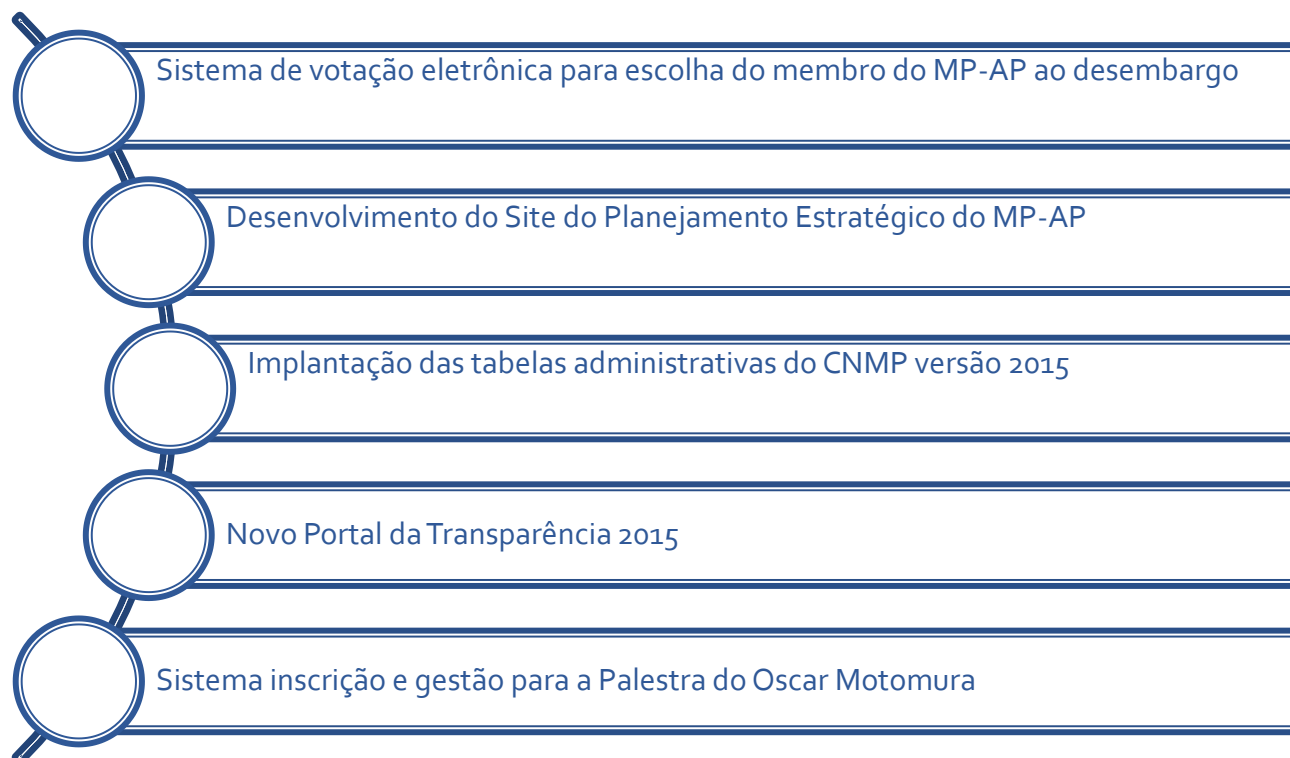 Sistema de votação eletrônica para escolha do membro do MP-AP ao desembargo
Desenvolvimento do Site do Planejamento Estratégico do MP-AP
Implantação das tabelas administrativas do CNMP versão 2015
Novo Portal da Transparência 2015
Sistema inscrição e gestão para a Palestra do Oscar Motomura